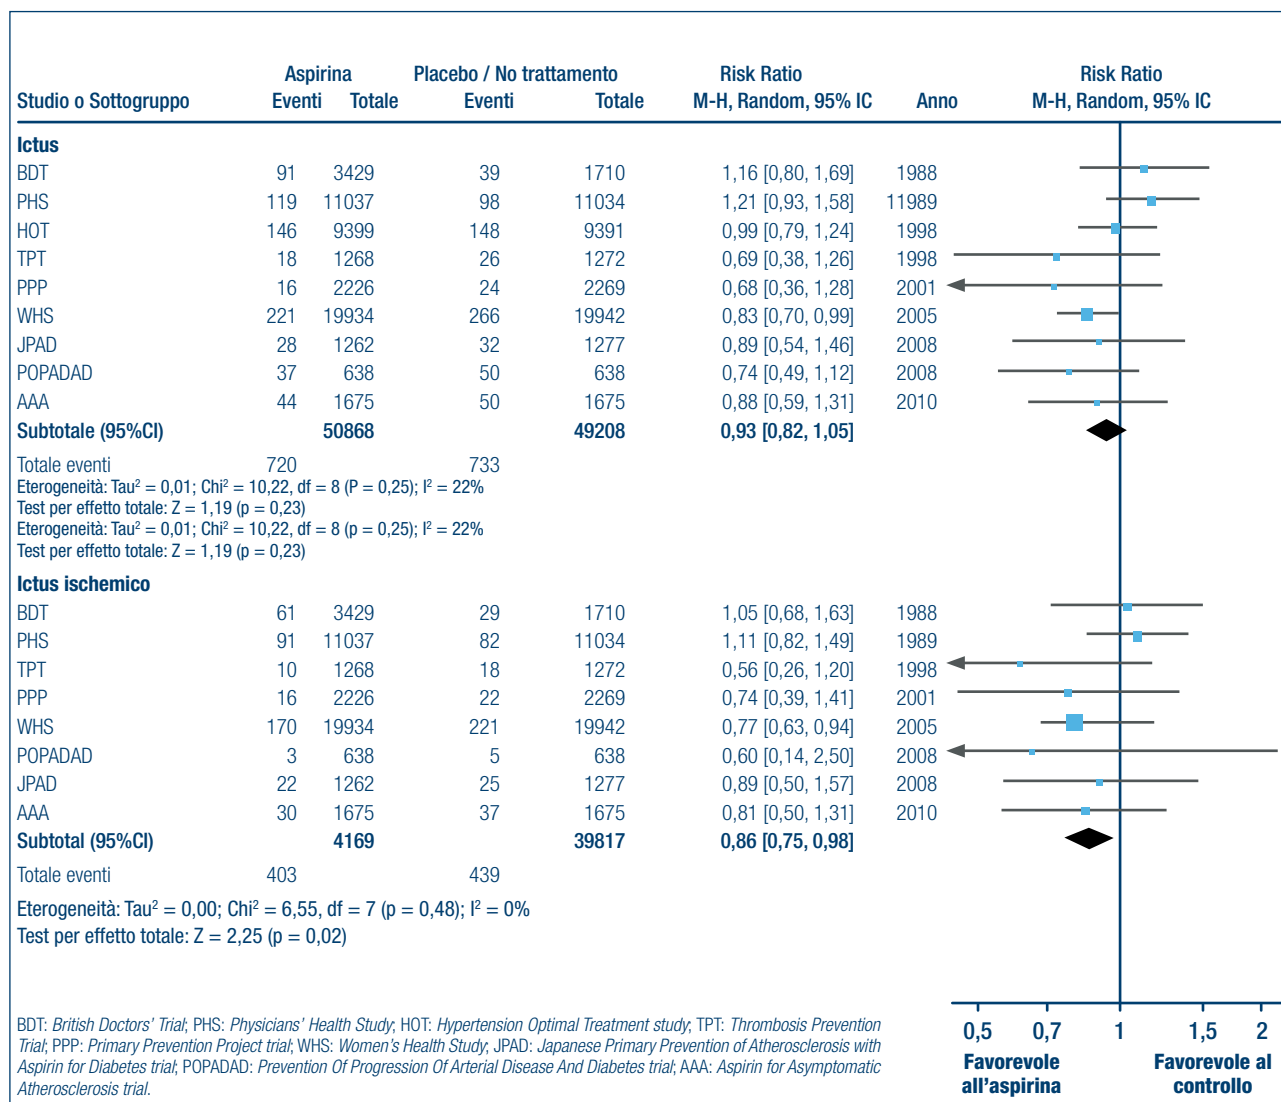 Aspirina Placebo / No trattamento Risk Ratio Risk Ratio
Studio o Sottogruppo Eventi Totale Eventi Totale M-H, Random, 95% IC Anno M-H, Random, 95% IC
Ictus
BDT 91 3429 39 1710 1,16 [0,80, 1,69] 1988
PHS 119 11037 98 11034 1,21 [0,93, 1,58] 11989
HOT 146 9399 148 9391 0,99 [0,79, 1,24] 1998
TPT 18 1268 26 1272 0,69 [0,38, 1,26] 1998
PPP 16 2226 24 2269 0,68 [0,36, 1,28] 2001
WHS 221 19934 266 19942 0,83 [0,70, 0,99] 2005
JPAD 28 1262 32 1277 0,89 [0,54, 1,46] 2008
POPADAD 37 638 50 638 0,74 [0,49, 1,12] 2008
AAA 44 1675 50 1675 0,88 [0,59, 1,31] 2010
Subtotale (95%CI) 50868 49208 0,93 [0,82, 1,05]
Totale eventi 720 733
Eterogeneità: Tau² = 0,01; Chi² = 10,22, df = 8 (P = 0,25); I² = 22%
Test per effetto totale: Z = 1,19 (p = 0,23)
Eterogeneità: Tau² = 0,01; Chi² = 10,22, df = 8 (p = 0,25); I² = 22%
Test per effetto totale: Z = 1,19 (p = 0,23)
Ictus ischemico
BDT 61 3429 29 1710 1,05 [0,68, 1,63] 1988
PHS 91 11037 82 11034 1,11 [0,82, 1,49] 1989
TPT 10 1268 18 1272 0,56 [0,26, 1,20] 1998
PPP 16 2226 22 2269 0,74 [0,39, 1,41] 2001
WHS 170 19934 221 19942 0,77 [0,63, 0,94] 2005
POPADAD 3 638 5 638 0,60 [0,14, 2,50] 2008
JPAD 22 1262 25 1277 0,89 [0,50, 1,57] 2008
AAA 30 1675 37 1675 0,81 [0,50, 1,31] 2010
Subtotal (95%CI) 4169 39817 0,86 [0,75, 0,98]
Totale eventi 403 439
Eterogeneità: Tau² = 0,00; Chi² = 6,55, df = 7 (p = 0,48); I² = 0%
Test per effetto totale: Z = 2,25 (p = 0,02)
BDT: British Doctors' Trial; PHS: Physicians' Health Study; HOT: Hypertension Optimal Treatment study; TPT: Thrombosis Prevention
Trial; PPP: Primary Prevention Project trial; WHS: Women's Health Study; JPAD: Japanese Primary Prevention of Atherosclerosis with
Aspirin for Diabetes trial; POPADAD: Prevention Of Progression Of Arterial Disease And Diabetes trial; AAA: Aspirin for Asymptomatic
Atherosclerosis trial.
0,5 0,7 1 1,5 2
Favorevole Favorevole al
all'aspirina controllo